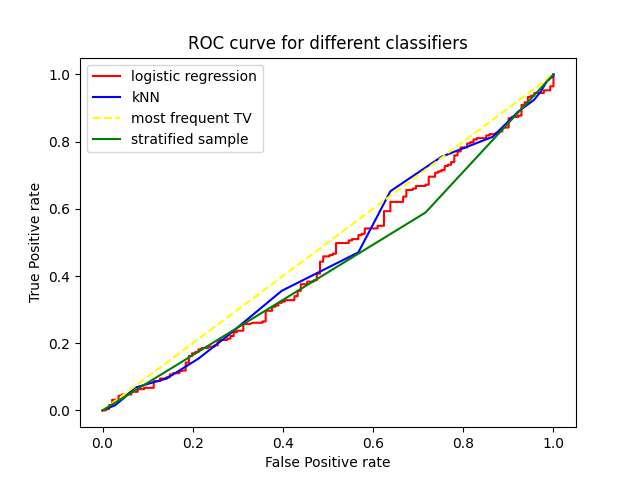 ROC curve for different classifiers
logistic regression
kNN
most frequent TV
stratified sample
True Positive rate
1.0
0.8
0.6
0.4
0.2
0.0
0.0 0.2 0.4 0.6 0.8 1.0
False Positive rate